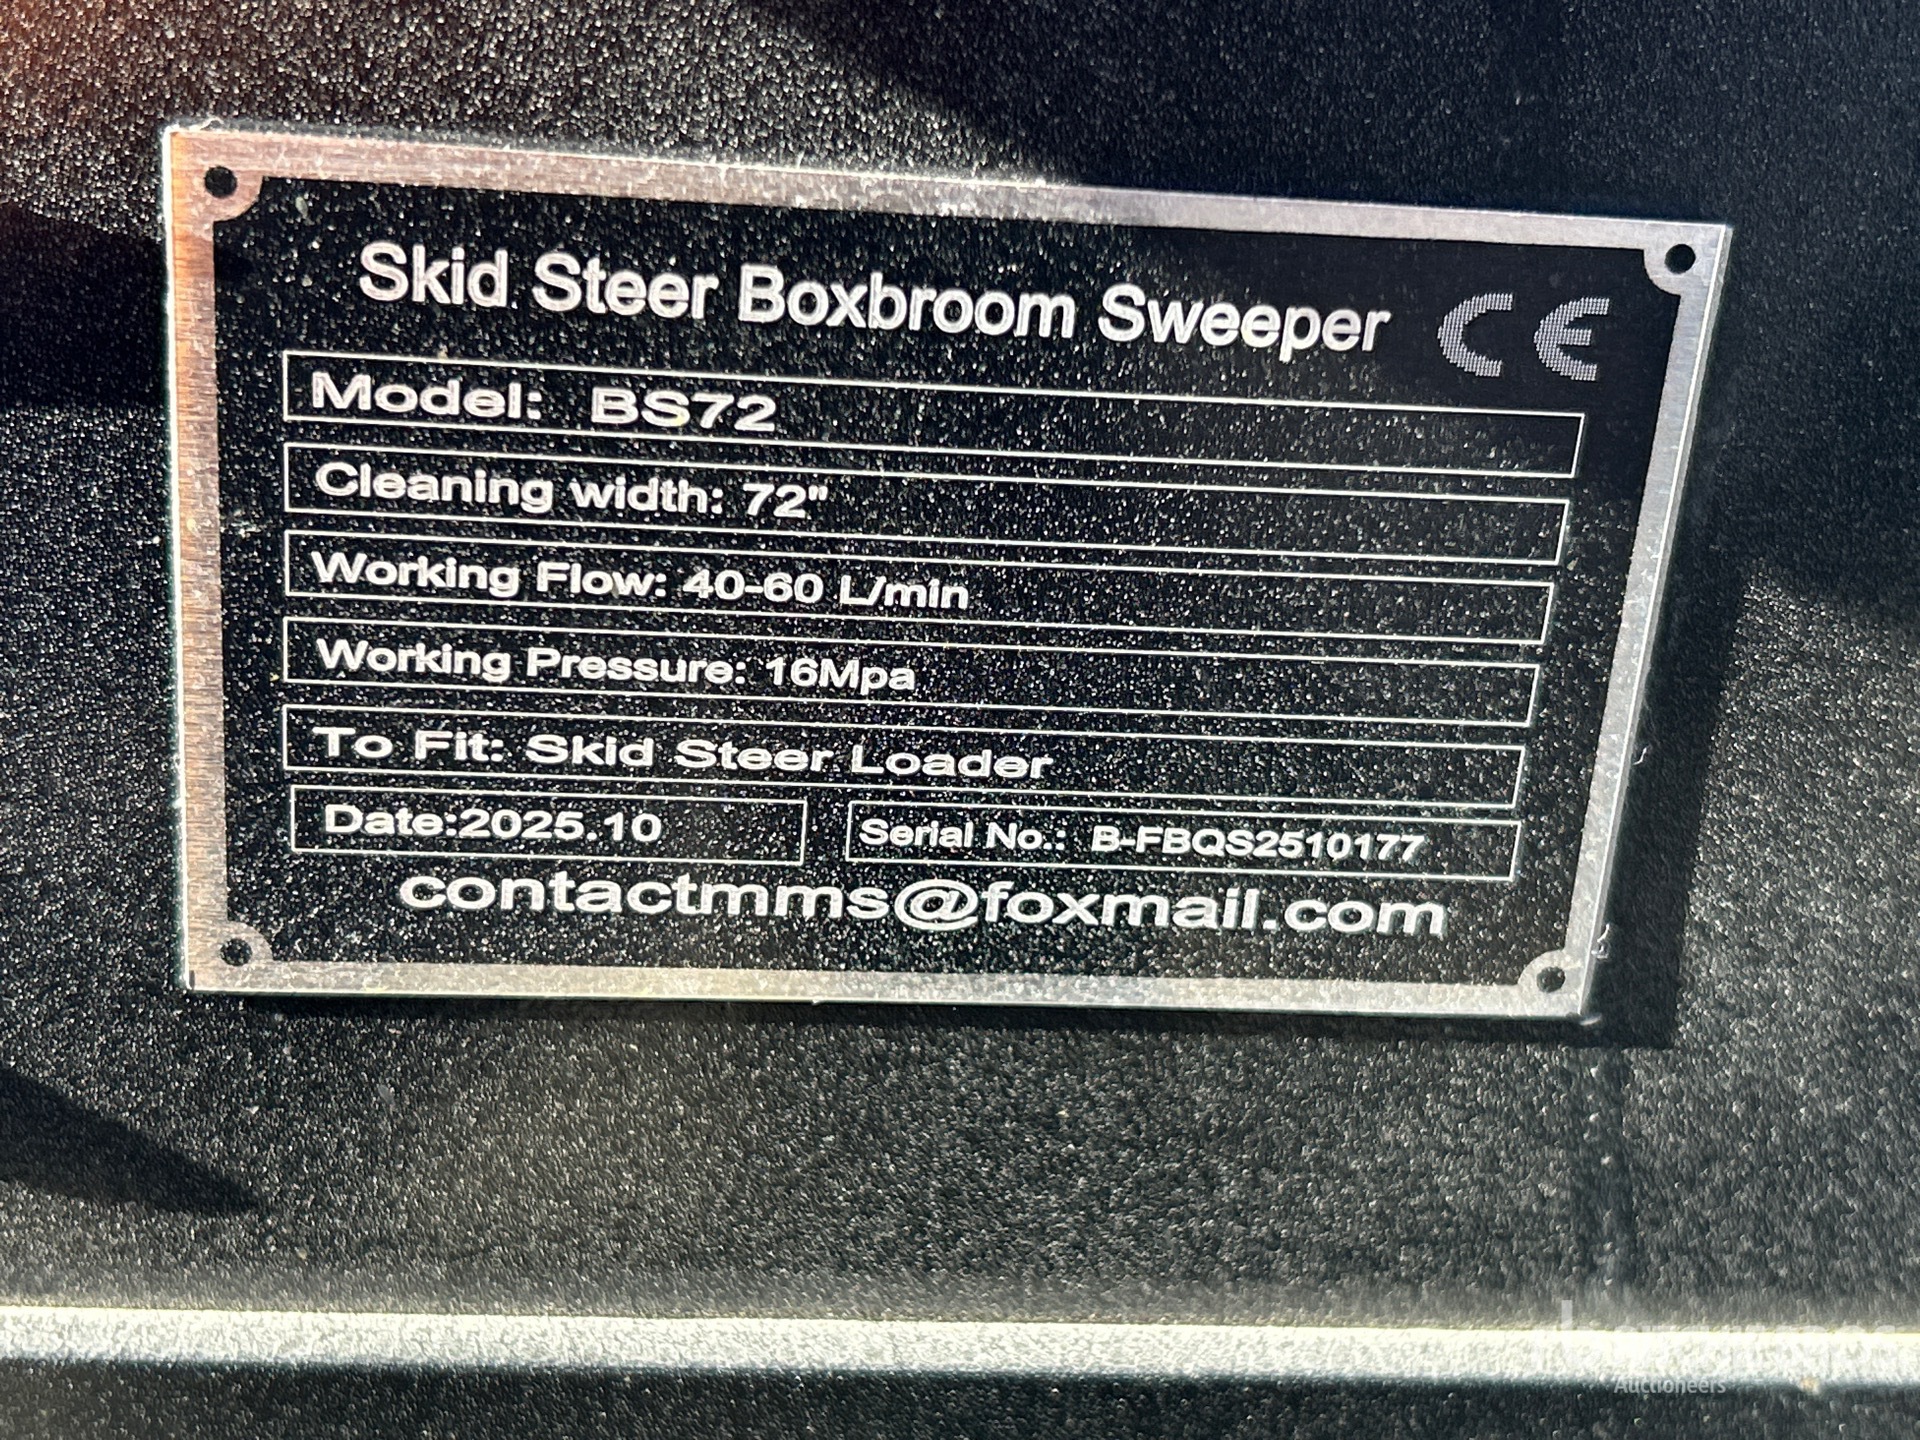 Skid Steer Boxbroom Sweeper CE
Model: BS72
Cleaning width: 72"
Working Flow: 40-60 L/min
Working Pressure: 16Mpa
To Fit: Skid Steer Loader
Date:2025.10 Serial No.: B-FBQS2510177
contactmms@foxmail.com
Auctioneers